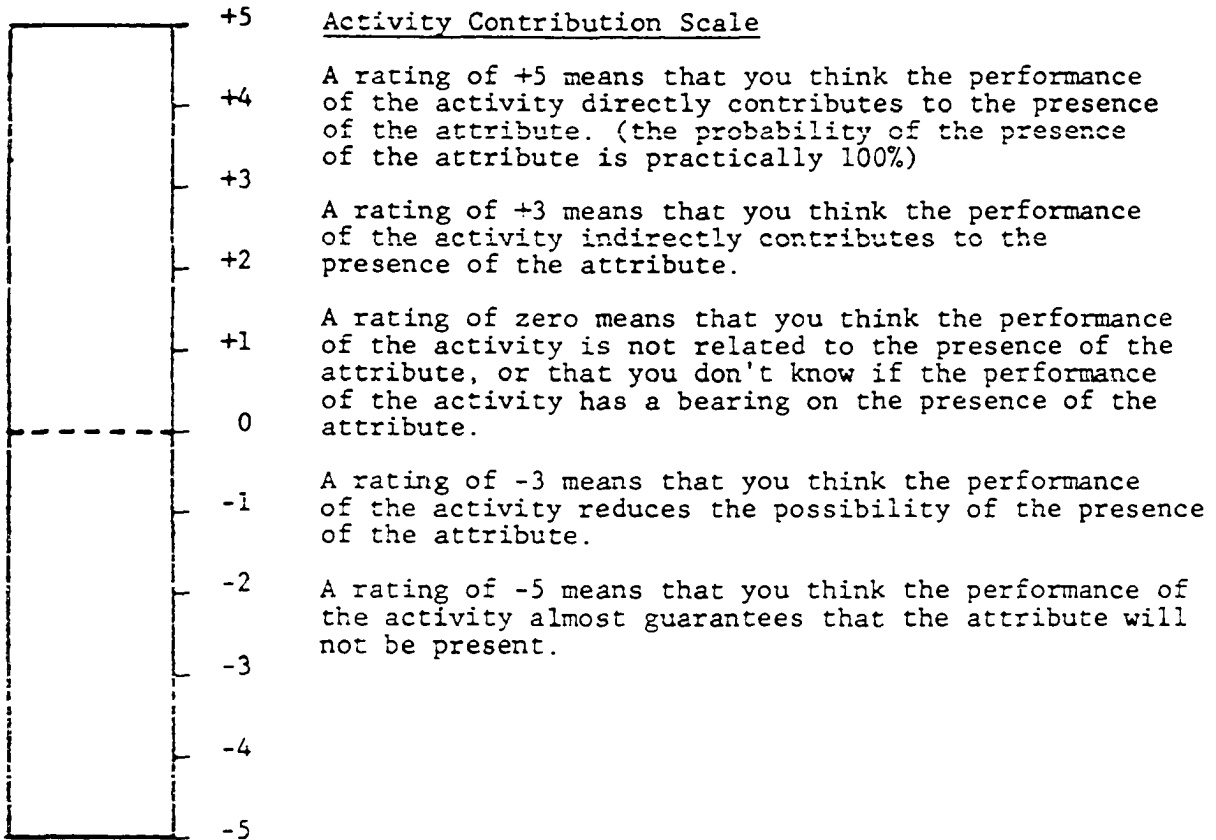 +5
Activity Contribution Scale
A rating of +5 means that you think the performance
+4
of the activity directly contributes to the presence
of the attribute. (the probability of the presence
of the attribute is practically 100%)
+3
A rating of +3 means that you think the performance
of the activity indirectly contributes to the
+2
presence of the attribute.
A rating of zero means that you think the performance
+1
of the activity is not related to the presence of the
attribute, or that you don't know if the performance
of the activity has a bearing on the presence of the
0
attribute.
A rating of -3 means that you think the performance
-1
of the activity reduces the possibility of the presence
of the attribute.
-2
A rating of -5 means that you think the performance of
the activity almost guarantees that the attribute will
not be present.
-3
-4
-5